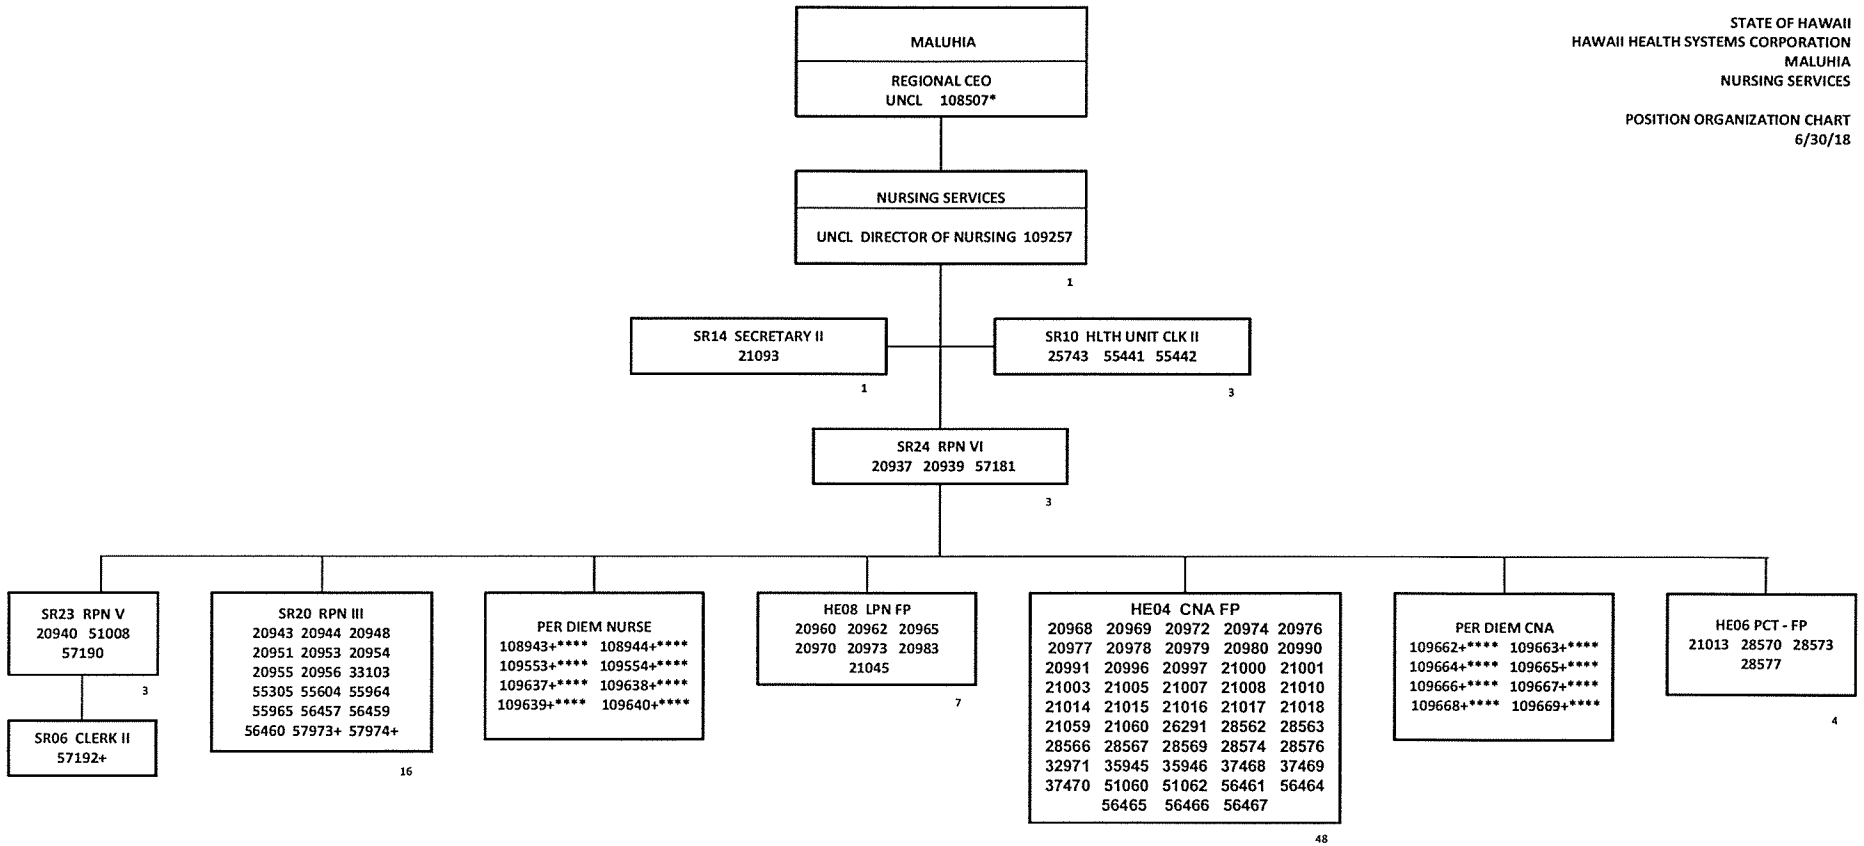 STATE OF HAWAII
HAWAII HEALTH SYSTEMS CORPORATION
MALUHIA
NURSING SERVICES
POSITION ORGANIZATION CHART
6/30/18
MALUHIA
REGIONAL CEO
UNCL 108507*
NURSING SERVICES
UNCL DIRECTOR OF NURSING 109257
1
SR14 SECRETARY II
21093
1
SR10 HLTH UNIT CLK II
25743 55441 55442
3
SR24 RPN VI
20937 20939 57181
3
SR23 RPN V
20940 51008
57190
3
SR06 CLERK II
57192+
SR20 RPN III
20943 20944 20948
20951 20953 20954
20955 20956 33103
55305 55604 55964
55965 56457 56459
56460 57973+ 57974+
16
PER DIEM NURSE
108943+**** 108944+****
109553+**** 109554+****
109637+**** 109638+****
109639+**** 109640+****
HE08 LPN FP
20960 20962 20965
20970 20973 20983
21045
7
HE04 CNA FP
20968 20969 20972 20974 20976
20977 20978 20979 20980 20990
20991 20996 20997 21000 21001
21003 21005 21007 21008 21010
21014 21015 21016 21017 21018
21059 21060 26291 28562 28563
28566 28567 28569 28574 28576
32971 35945 35946 37468 37469
37470 51060 51062 56461 56464
56465 56466 56467
48
PER DIEM CNA
109662+**** 109663+****
109664+**** 109665+****
109666+**** 109667+****
109668+**** 109669+****
HE06 PCT - FP
21013 28570 28573
28577
4